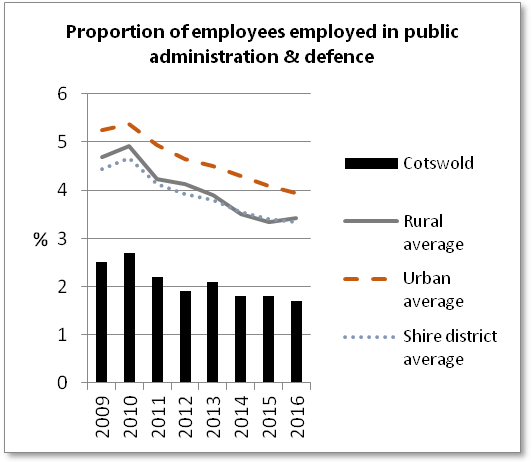 Proportion of employees employed in public
administration & defence
6
5
4
3
2
1
0
%
2009
2010
2011
2012
2013
2014
2015
2016
Cotswold
Rural
average
Urban
average
Shire district
average